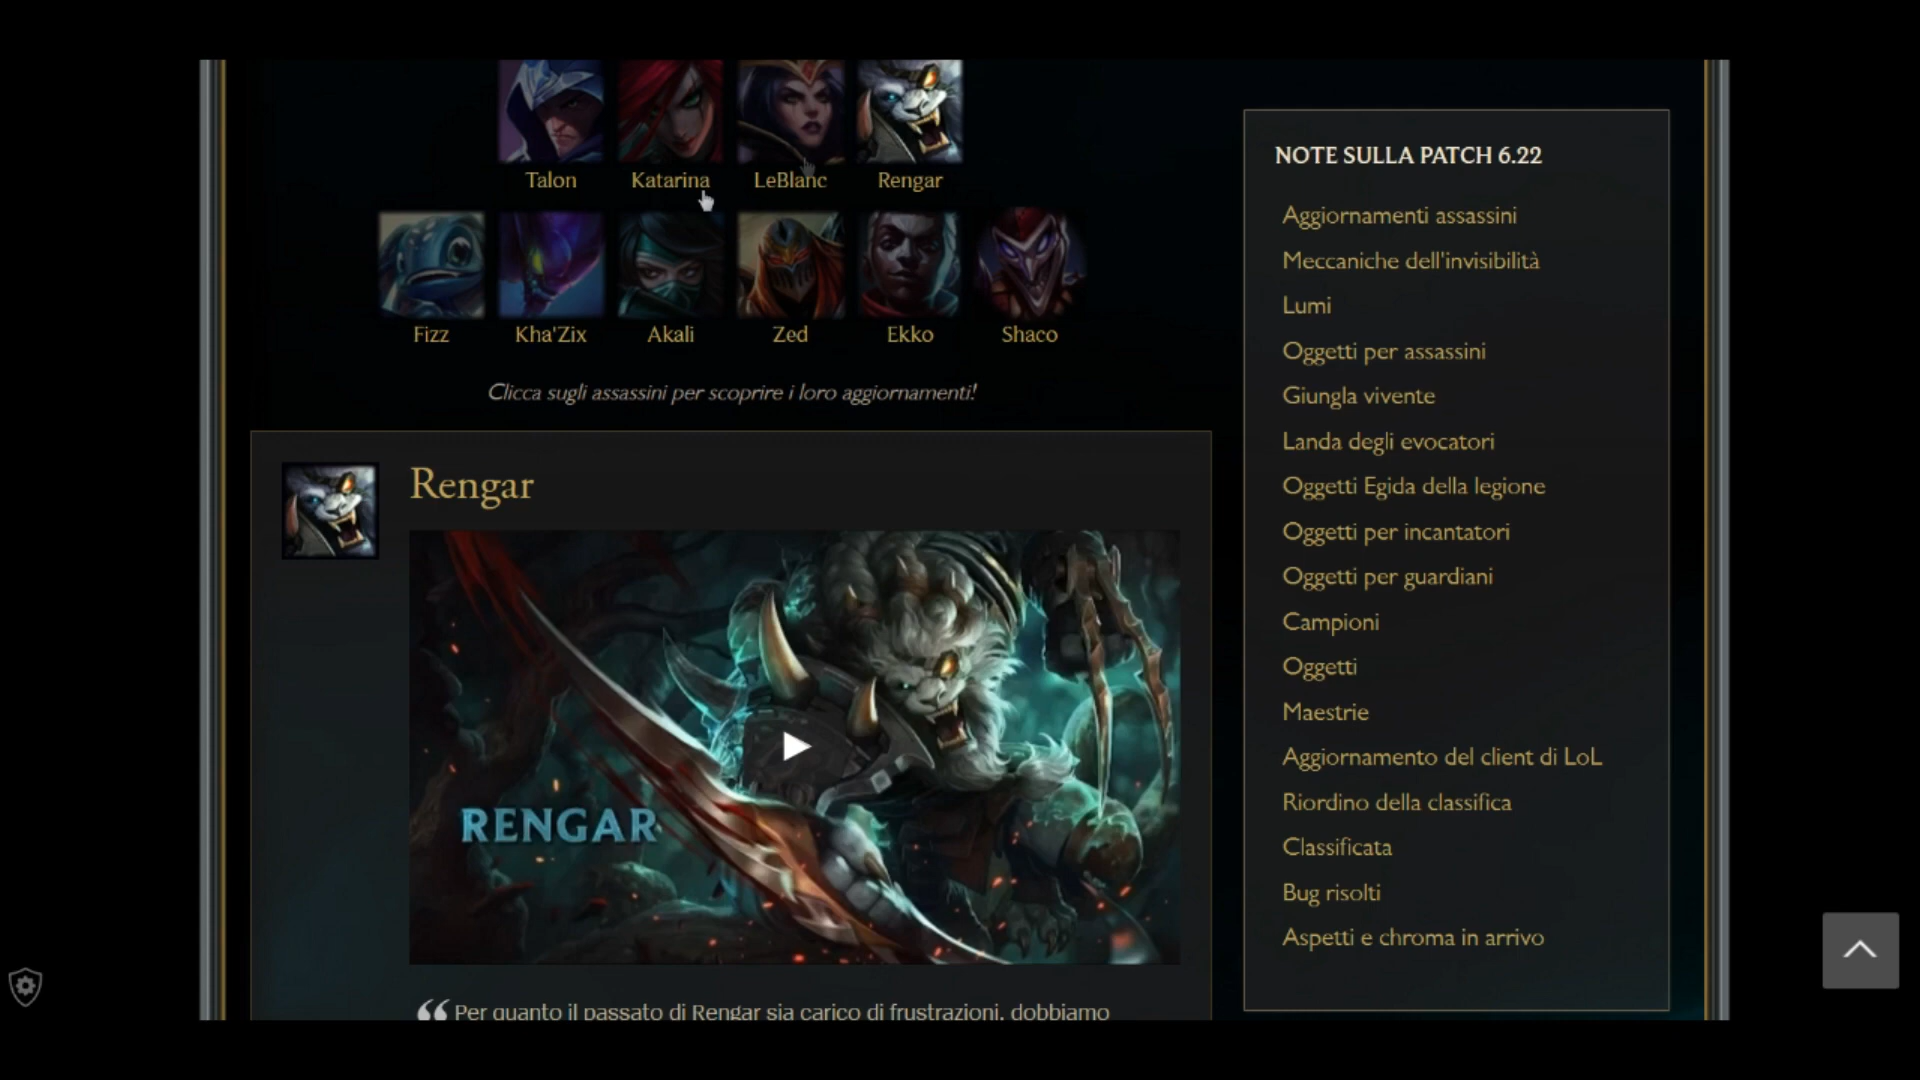 Talon Katarina LeBlanc Rengar
Fizz Kha'Zix Akali Zed Ekko Shaco
Clicca sugli assassini per scoprire i loro aggiornamenti!
Rengar
RENGAR
“ Per quanto il passato di Rengar sia carico di frustrazioni, dobbiamo
NOTE SULLA PATCH 6.22
Aggiornamenti assassini
Meccaniche dell'invisibilità
Lumi
Oggetti per assassini
Giungla vivente
Landa degli evocatori
Oggetti Egida della legione
Oggetti per incantatori
Oggetti per guardiani
Campioni
Oggetti
Maestrie
Aggiornamento del client di LoL
Riordino della classifica
Classificata
Bug risolti
Aspetti e chroma in arrivo